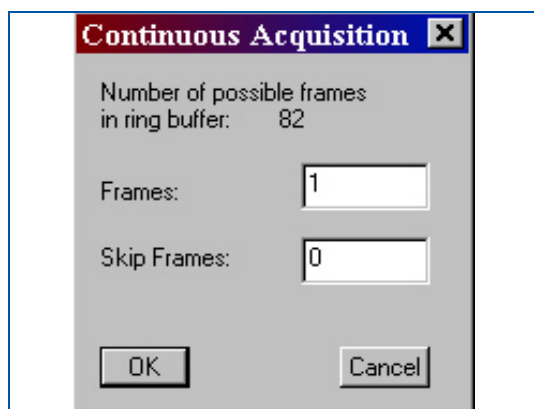 Continuous Acquisition
Number of possible frames
in ring buffer: 82
Frames: 1
Skip Frames: 0
OK Cancel